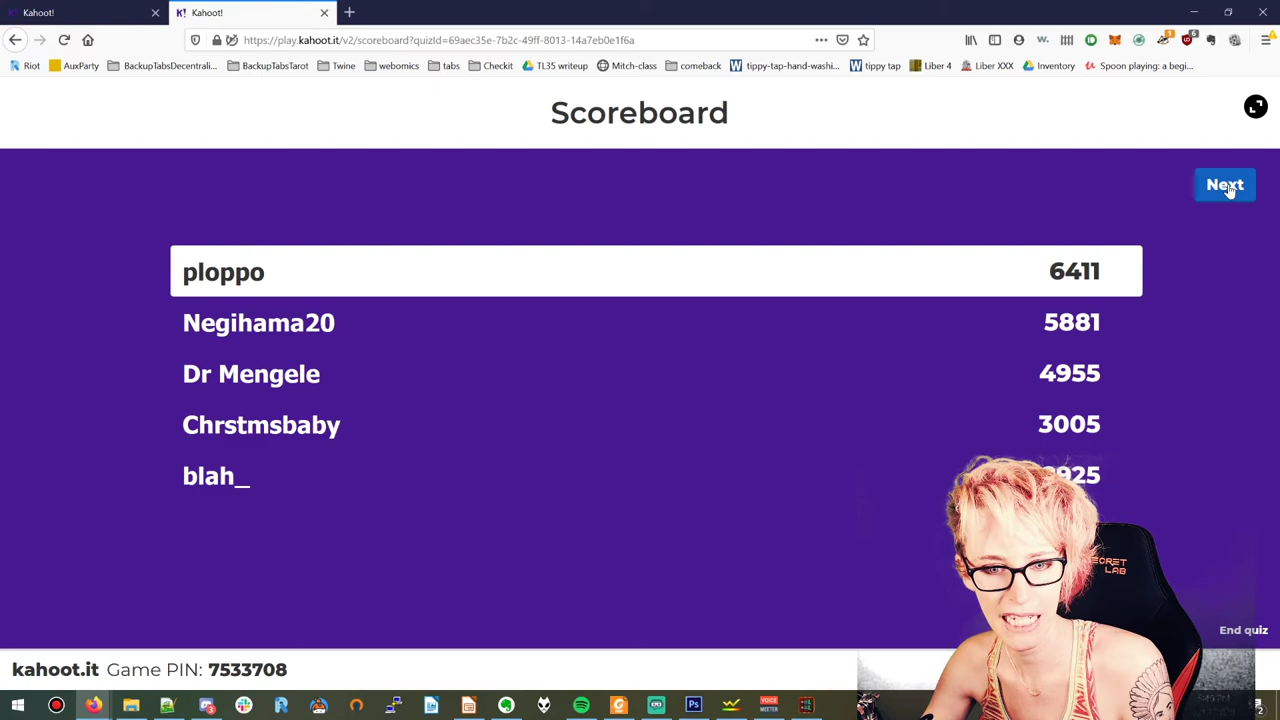 Kahoot!
Kahoot!
https://play.kahoot.it/v2/scoreboard?quizId=69aec35e-7b2c-49ff-8013-14a7eb0e1f6a
Riot
AuxParty
BackupTabsDecentrali...
BackupTabsTarot
Twine
webomics
tabs
Checkit
TL35 writeup
Mitch-class
comeback
tippy-tap-hand-washi...
tippy tap
Liber 4
Liber XXX
Inventory
Spoon playing: a begi...
Scoreboard
Next
ploppo 6411
Negihama20 5881
Dr Mengele 4955
Chrstmsbaby 3005
blah_ 925
SECRET
LAB
End quiz
kahoot.it Game PIN: 7533708